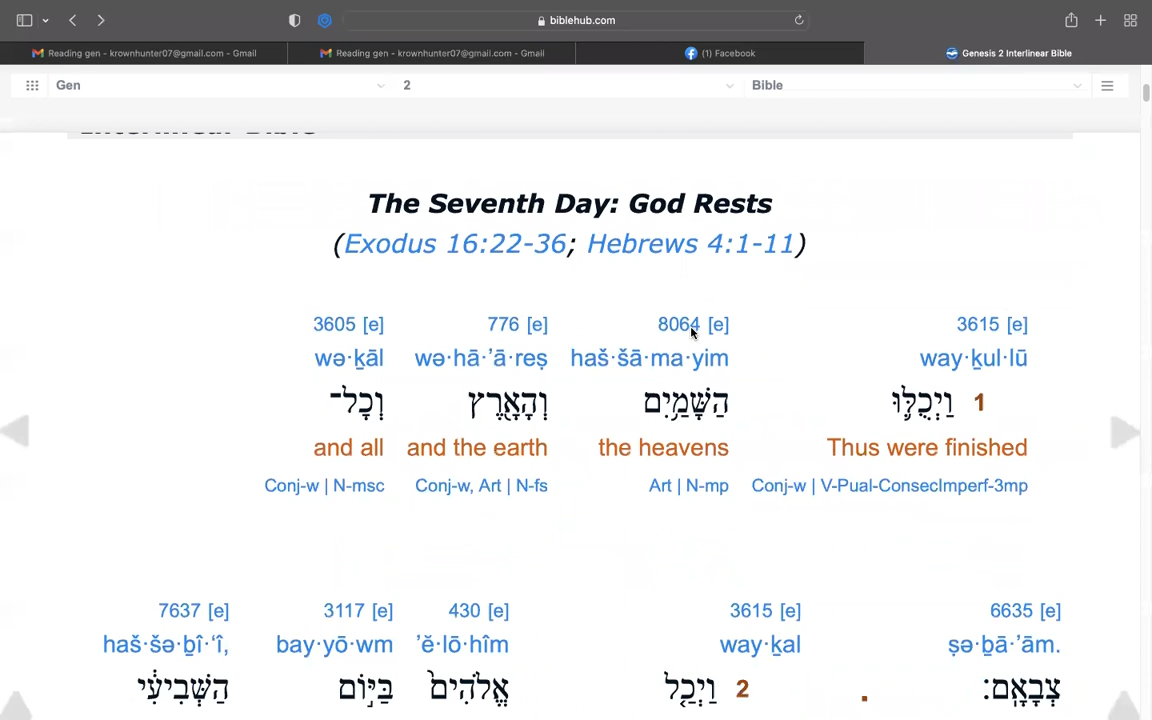 biblehub.com
Reading gen - krownhunter07@gmail.com - Gmail
Reading gen - krownhunter07@gmail.com - Gmail
(1) Facebook
Genesis 2 Interlinear Bible
Gen 2 Bible
Interlinear Bible
The Seventh Day: God Rests
(Exodus 16:22-36; Hebrews 4:1-11)
3605 [e] 776 [e] 8064 [e] 3615 [e]
wə·ḵāl wə·hā·’ā·reṣ haš·šā·ma·yim way·ḵul·lū
וְכָל־ וְהָאָ֖רֶץ הַשָּׁמַ֥יִם וַיְכֻלּ֛וּ 1
and all and the earth the heavens Thus were finished
Conj-w | N-msc Conj-w, Art | N-fs Art | N-mp Conj-w | V-Pual-ConsecImperf-3mp
7637 [e] 3117 [e] 430 [e] 3615 [e] 6635 [e]
haš·šə·ḇî·‘î, bay·yō·wm ’ĕ·lō·hîm way·ḵal ṣə·ḇā·’ām.
הַשְּׁבִיעִ֔י בַּיּ֣וֹם אֱלֹהִים֙ וַיְכַ֤ל 2 . צְבָאָֽם׃